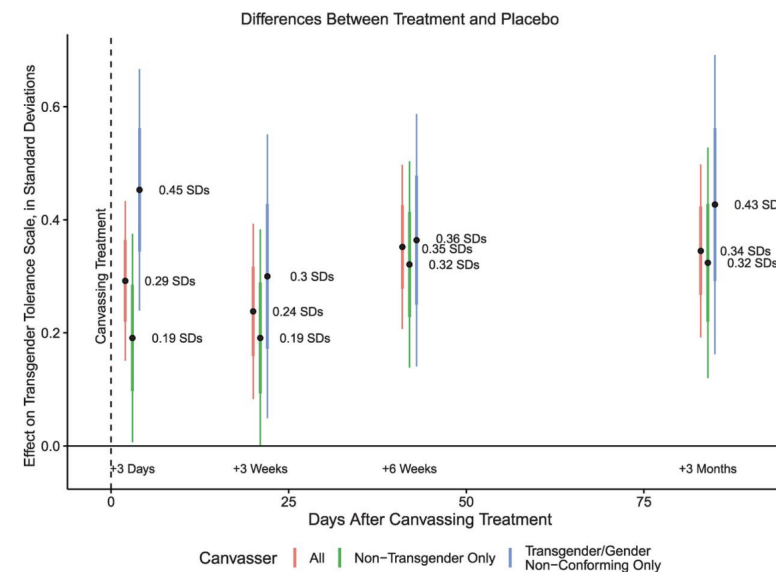 Differences Between Treatment and Placebo
Effect on Transgender Tolerance Scale, in Standard Deviations
0.6
0.4
0.2
0.0
Canvassing Treatment
0.45 SDs
0.29 SDs
0.19 SDs
0.3 SDs
0.24 SDs
0.19 SDs
0.36 SDs
0.35 SDs
0.32 SDs
0.43 SD
0.34 SDs
0.32 SDs
+3 Days
+3 Weeks
+6 Weeks
+3 Months
0
25
50
75
Days After Canvassing Treatment
Canvasser
All
Non-Transgender Only
Transgender/Gender
Non-Conforming Only